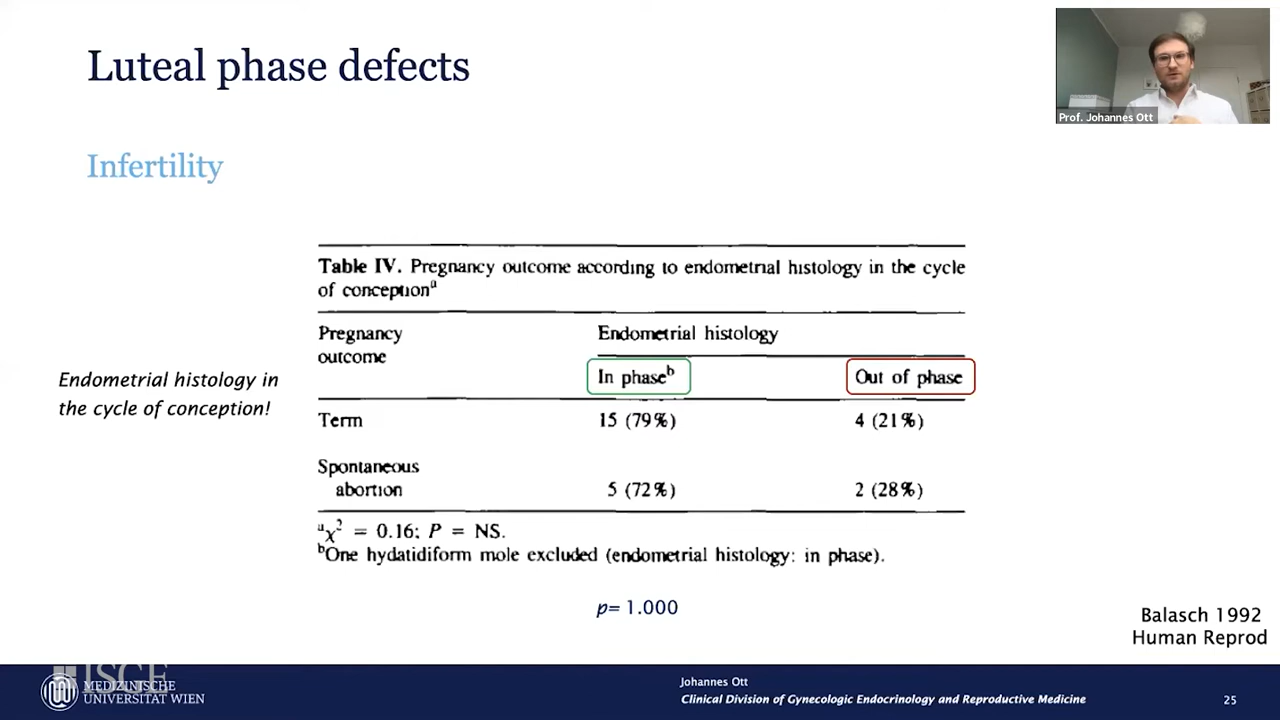 Luteal phase defects
Prof. Johannes Ott
Infertility
Table IV. Pregnancy outcome according to endometrial histology in the cycle
of conceptionᵃ
Pregnancy
outcome
Endometrial histology
In phaseᵇ
Out of phase
Endometrial histology in
the cycle of conception!
Term
15 (79%)
4 (21%)
Spontaneous
abortion
5 (72%)
2 (28%)
ᵃχ² = 0.16; P = NS.
ᵇOne hydatidiform mole excluded (endometrial histology: in phase).
p= 1.000
Balasch 1992
Human Reprod
ISGE
MEDIZINISCHE
UNIVERSITÄT WIEN
Johannes Ott
Clinical Division of Gynecologic Endocrinology and Reproductive Medicine
25